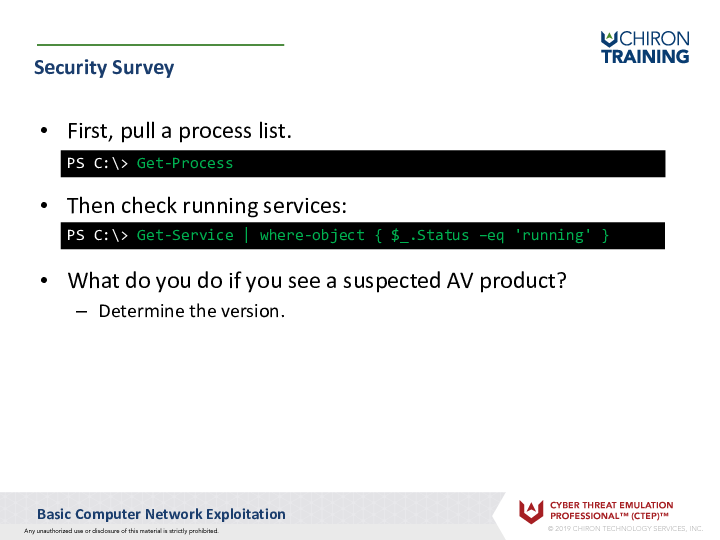 CHIRON
TRAINING
Security Survey
• First, pull a process list.
PS C:\> Get-Process
• Then check running services:
PS C:\> Get-Service | where-object { $_.Status –eq 'running' }
• What do you do if you see a suspected AV product?
– Determine the version.
Basic Computer Network Exploitation
Any unauthorized use or disclosure of this material is strictly prohibited.
CYBER THREAT EMULATION
PROFESSIONAL™ (CTEP)™
© 2019 CHIRON TECHNOLOGY SERVICES, INC.